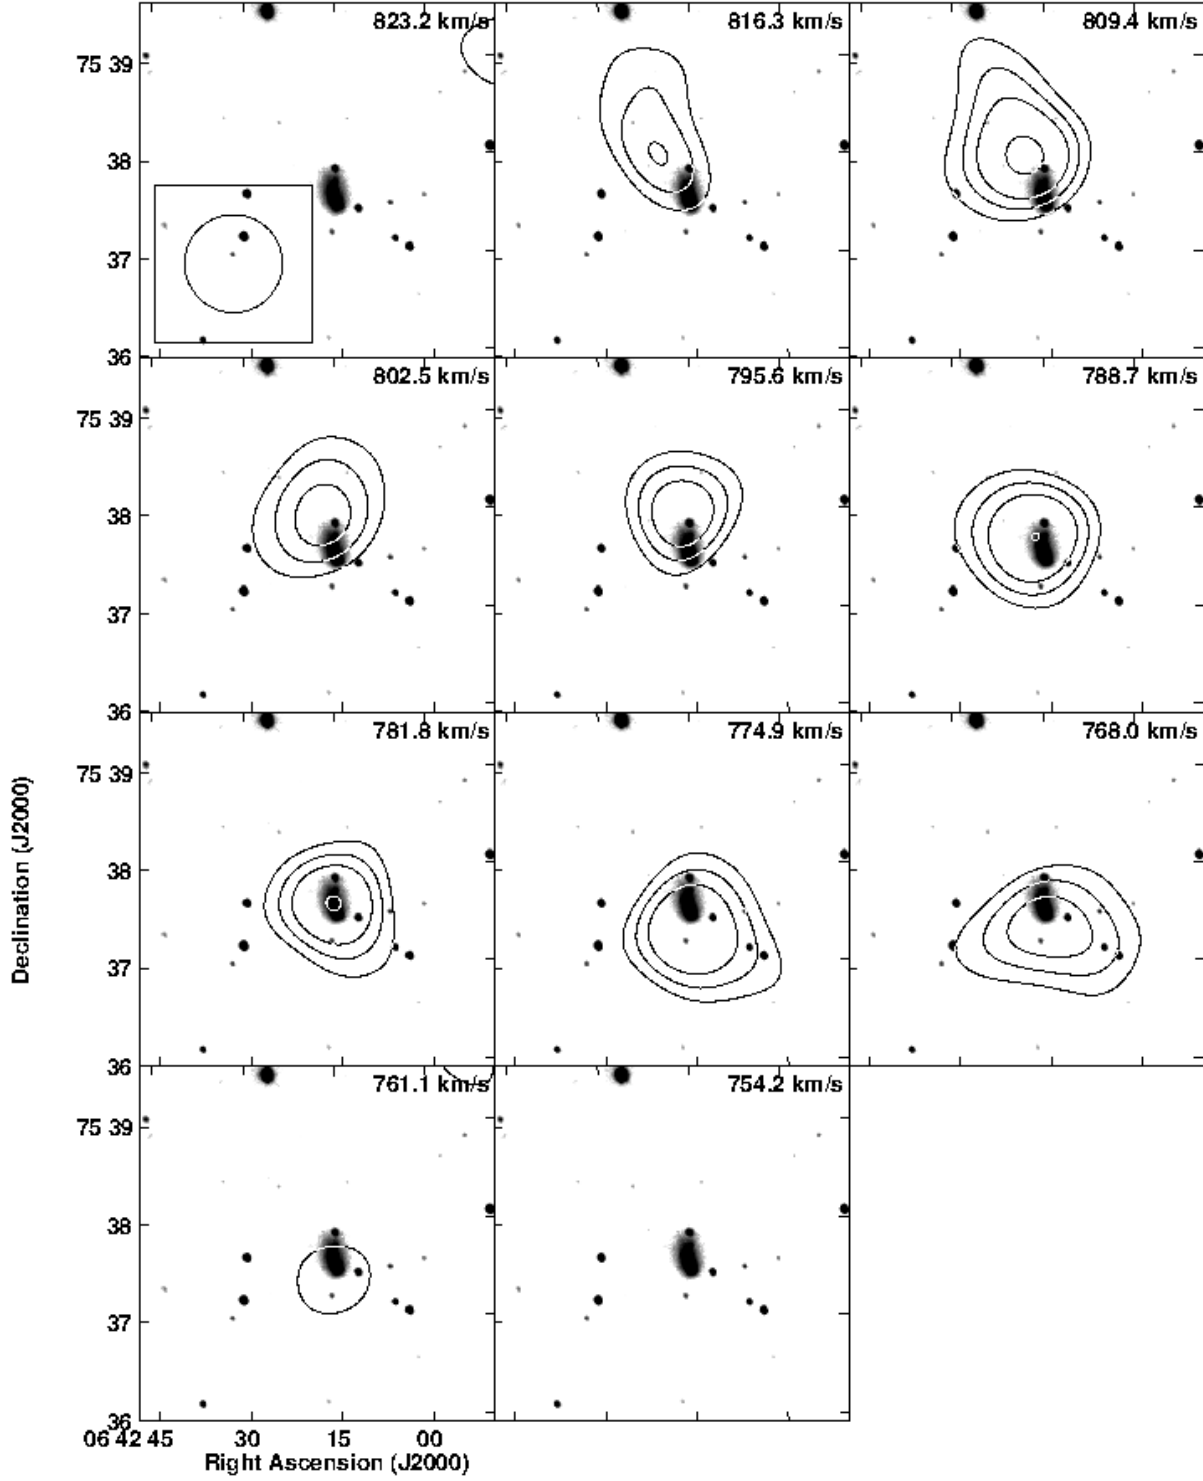 823.2 km/s
816.3 km/s
809.4 km/s
75 39
38
37
36
802.5 km/s
795.6 km/s
788.7 km/s
75 39
38
37
36
781.8 km/s
774.9 km/s
768.0 km/s
75 39
38
37
36
761.1 km/s
754.2 km/s
75 39
38
37
36
Declination (J2000)
06 42 45
30
15
00
Right Ascension (J2000)